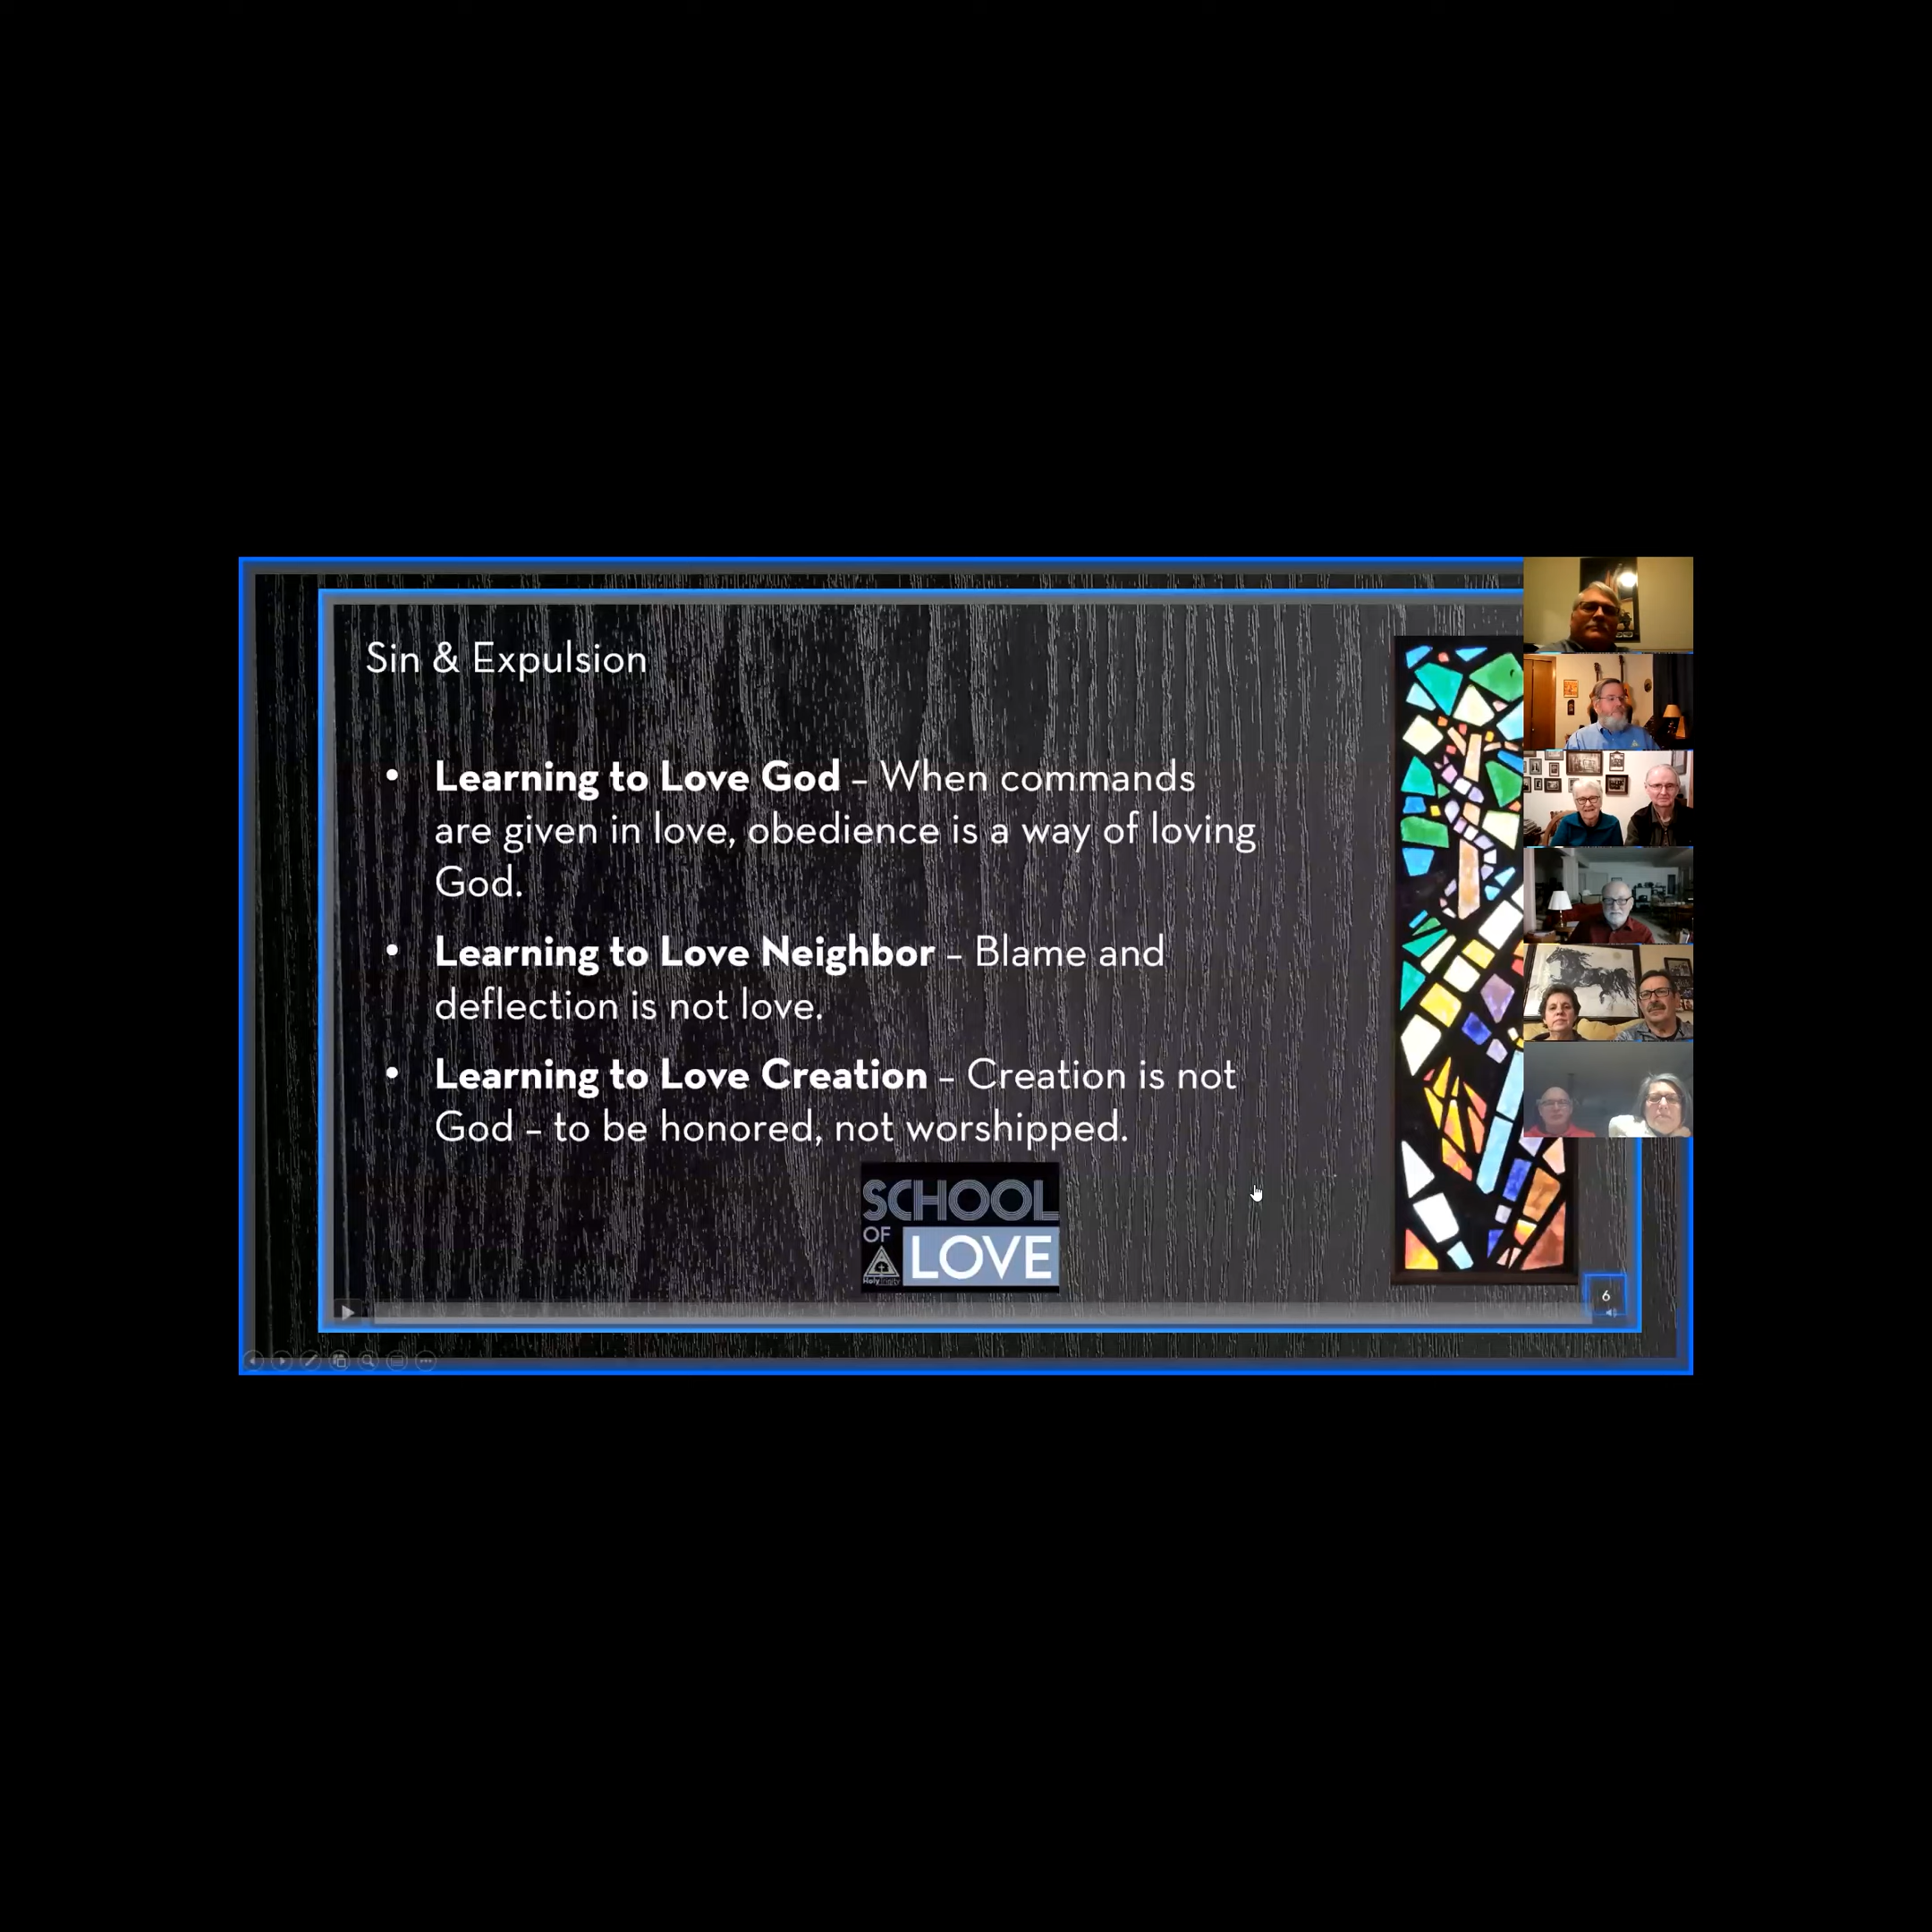 Sin & Expulsion
• Learning to Love God – When commands
are given in love, obedience is a way of loving
God.
• Learning to Love Neighbor – Blame and
deflection is not love.
• Learning to Love Creation – Creation is not
God – to be honored, not worshipped.
SCHOOL
OF
LOVE
HolyTrinity
6